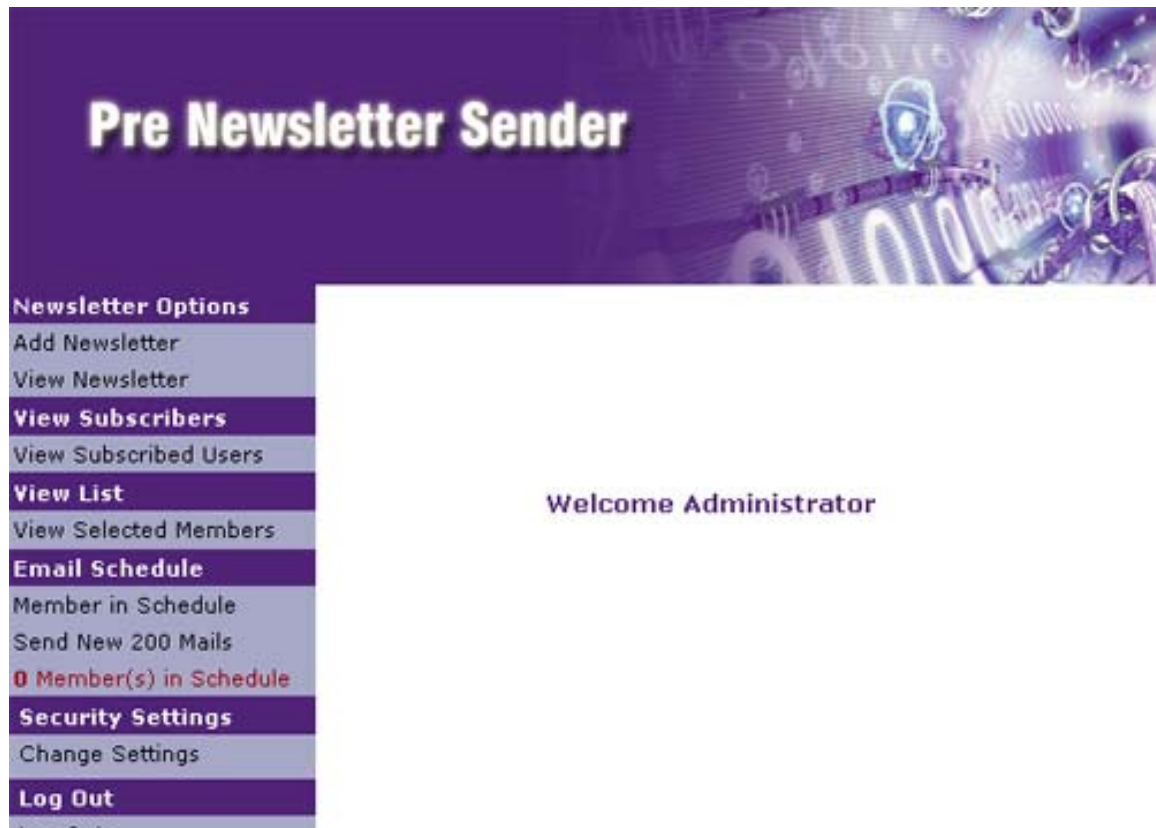 Pre Newsletter Sender
Newsletter Options
Add Newsletter
View Newsletter
View Subscribers
View Subscribed Users
View List
View Selected Members
Email Schedule
Member in Schedule
Send New 200 Mails
0 Member(s) in Schedule
Security Settings
Change Settings
Log Out
Welcome Administrator